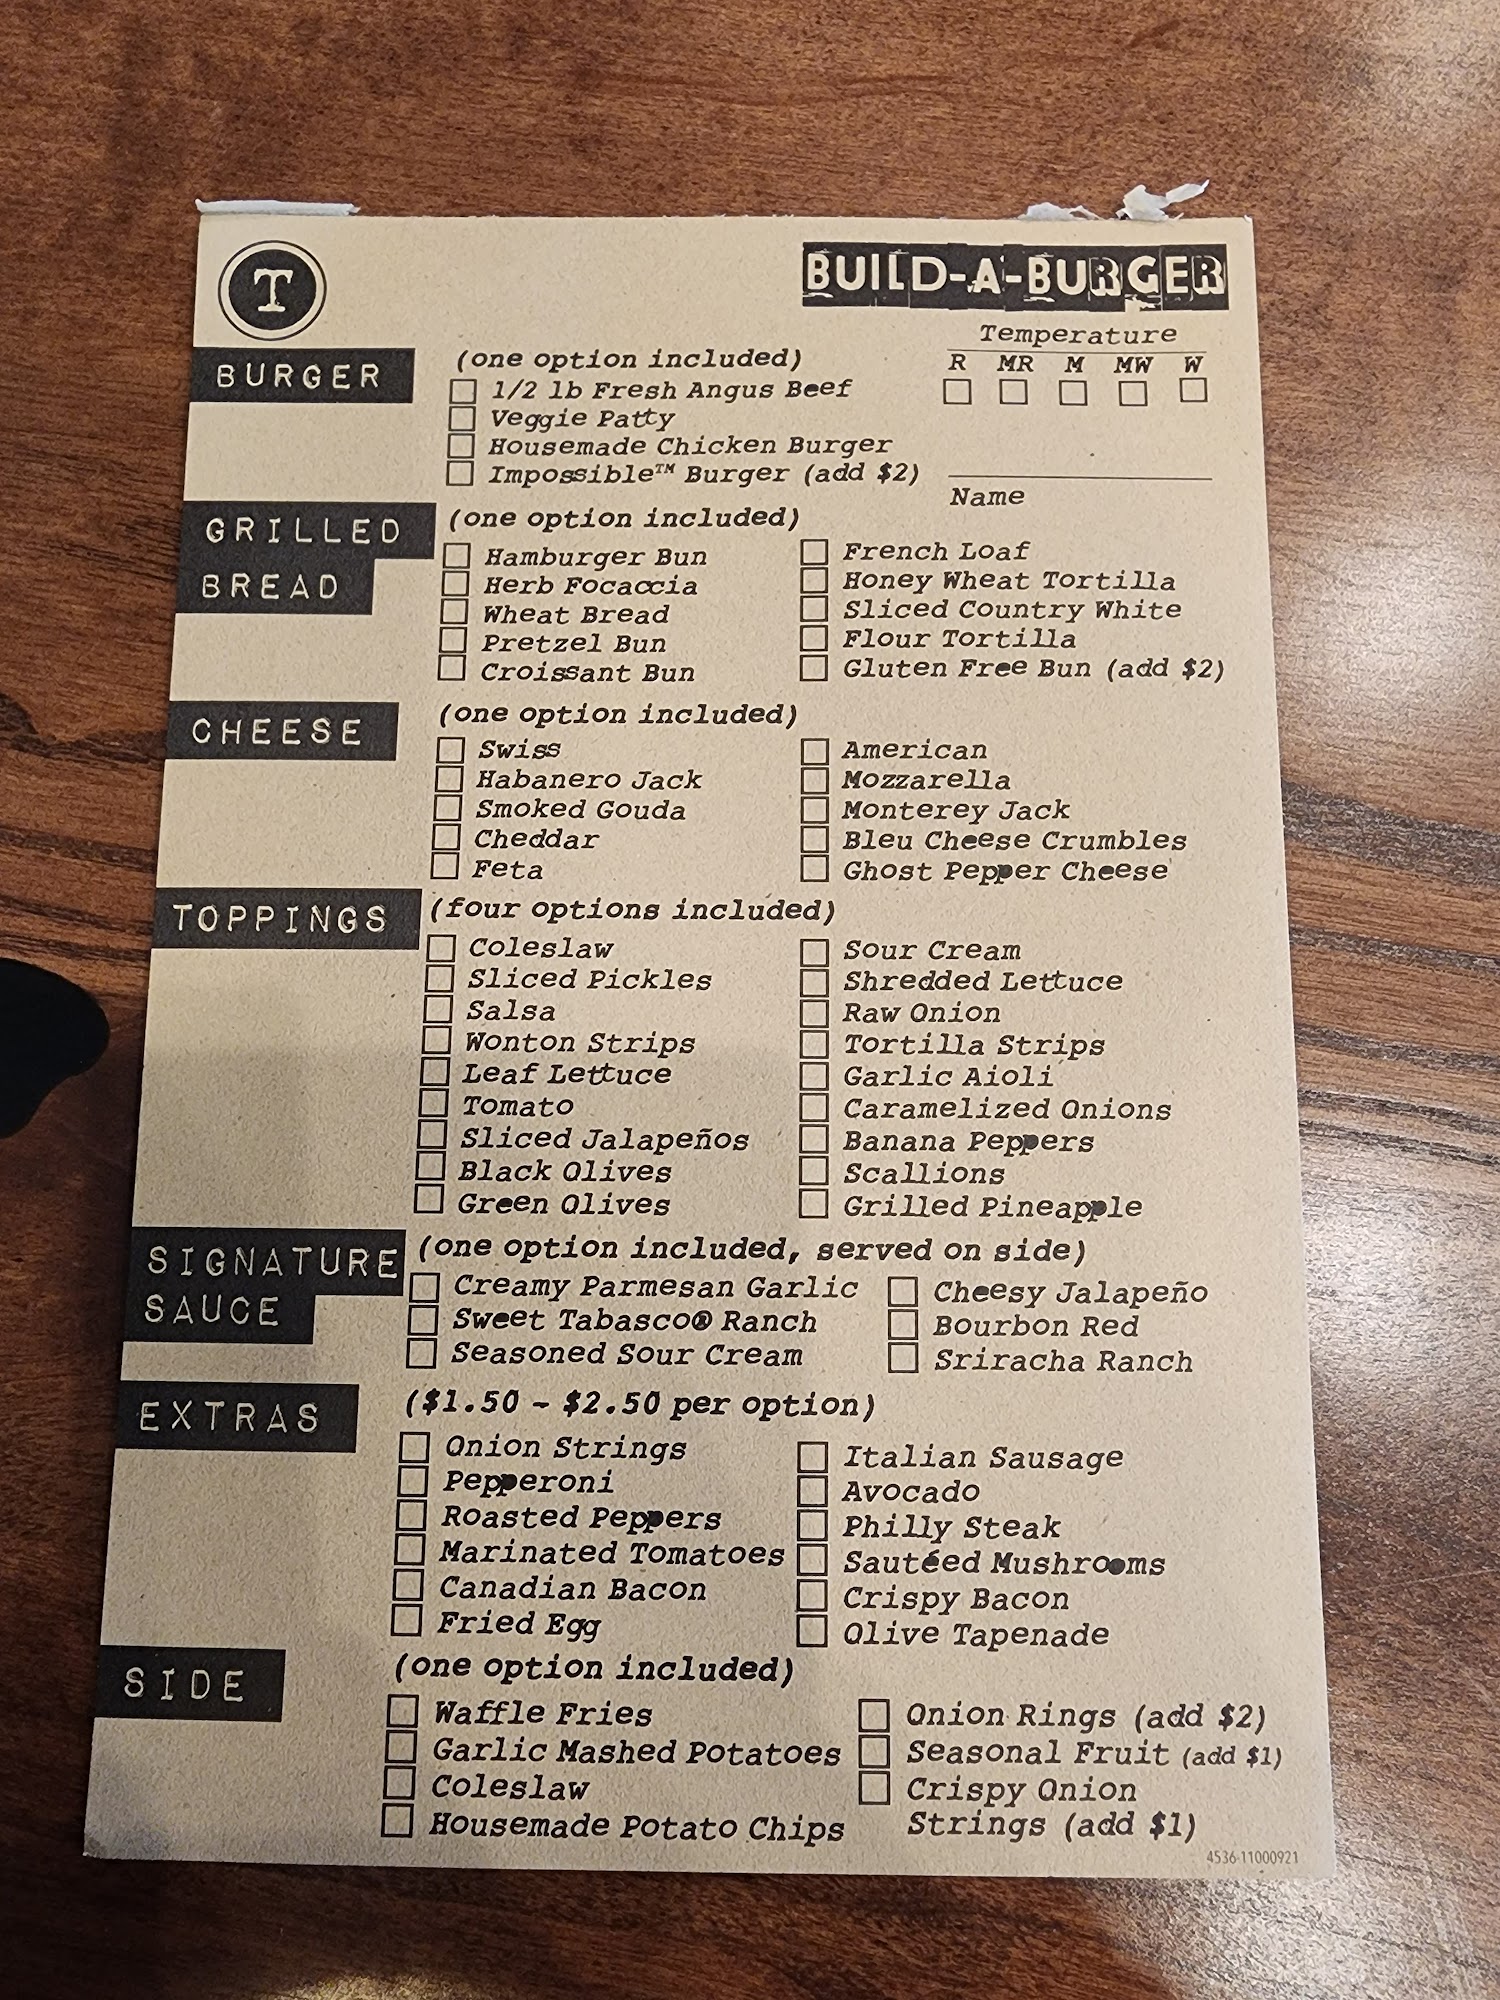 T
BUILD-A-BURGER
Temperature
R MR M MW W
Name
BURGER
(one option included)
1/2 lb Fresh Angus Beef
Veggie Patty
Housemade Chicken Burger
Impossible™ Burger (add $2)
GRILLED
BREAD
(one option included)
Hamburger Bun
Herb Focaccia
Wheat Bread
Pretzel Bun
Croissant Bun
French Loaf
Honey Wheat Tortilla
Sliced Country White
Flour Tortilla
Gluten Free Bun (add $2)
CHEESE
(one option included)
Swiss
Habanero Jack
Smoked Gouda
Cheddar
Feta
American
Mozzarella
Monterey Jack
Bleu Cheese Crumbles
Ghost Pepper Cheese
TOPPINGS
(four options included)
Coleslaw
Sliced Pickles
Salsa
Wonton Strips
Leaf Lettuce
Tomato
Sliced Jalapeños
Black Olives
Green Olives
Sour Cream
Shredded Lettuce
Raw Onion
Tortilla Strips
Garlic Aioli
Caramelized Onions
Banana Peppers
Scallions
Grilled Pineapple
SIGNATURE
SAUCE
(one option included, served on side)
Creamy Parmesan Garlic
Sweet Tabasco® Ranch
Seasoned Sour Cream
Cheesy Jalapeño
Bourbon Red
Sriracha Ranch
EXTRAS
($1.50 ~ $2.50 per option)
Onion Strings
Pepperoni
Roasted Peppers
Marinated Tomatoes
Canadian Bacon
Fried Egg
Italian Sausage
Avocado
Philly Steak
Sautéed Mushrooms
Crispy Bacon
Olive Tapenade
SIDE
(one option included)
Waffle Fries
Garlic Mashed Potatoes
Coleslaw
Housemade Potato Chips
Onion Rings (add $2)
Seasonal Fruit (add $1)
Crispy Onion
Strings (add $1)
4536-11000921